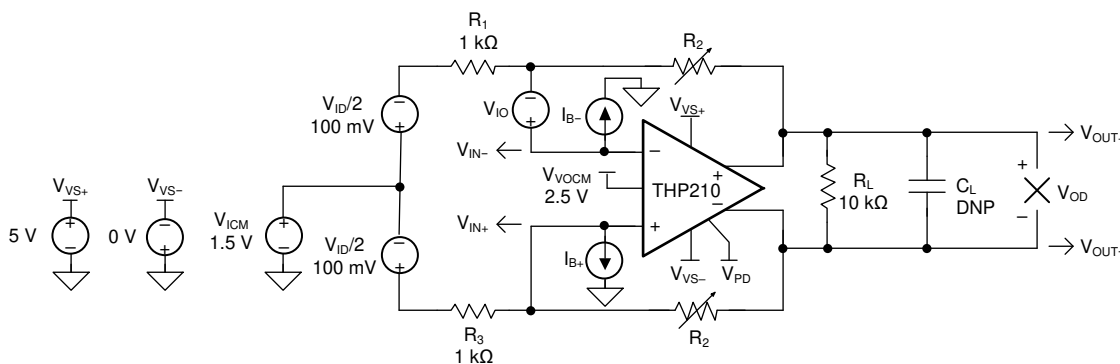 R1
1 kΩ
R2
VID/2
100 mV
VIO
IB–
VVS+
VIN–
VVOCM
2.5 V
THP210
–
+
+
–
VVS+
5 V
VVS–
0 V
VICM
1.5 V
VID/2
100 mV
VIN+
IB+
VVS–
VPD
R3
1 kΩ
R2
RL
10 kΩ
CL
DNP
+
VOD
–
VOUT
VOUT